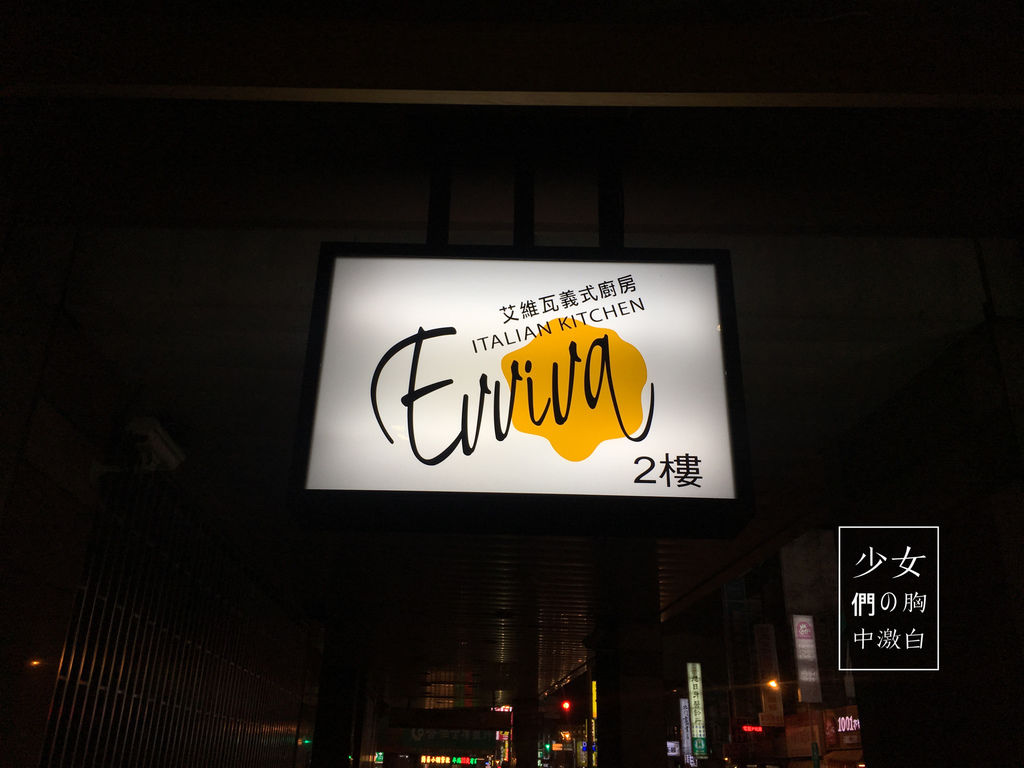 艾維瓦義式廚房
ITALIAN KITCHEN
Evviva
2樓
少女
們の胸
中激白
1001